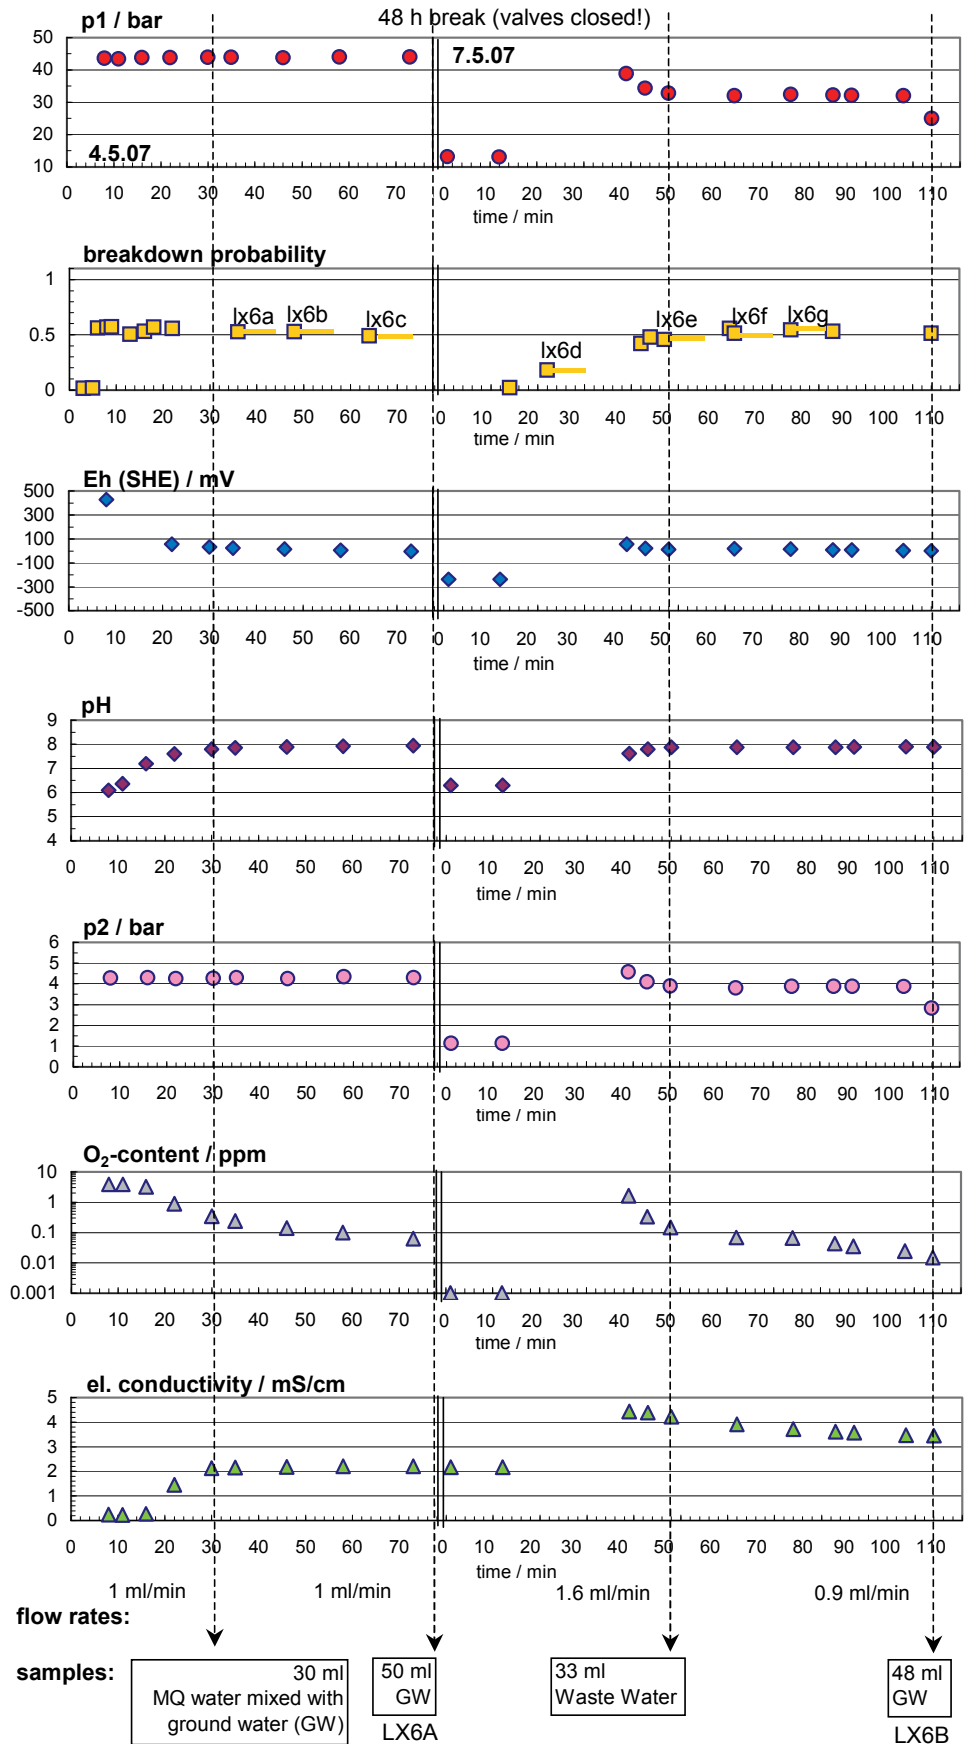 p1 / bar
48 h break (valves closed!)
50
40
30
20
10
4.5.07
7.5.07
0 10 20 30 40 50 60 70 0 10 20 30 40 50 60 70 80 90 100 110
time / min
breakdown probability
1
0.5
0
lx6a
lx6b
lx6c
lx6d
lx6e
lx6f
lx6g
0 10 20 30 40 50 60 70 0 10 20 30 40 50 60 70 80 90 100 110
time / min
Eh (SHE) / mV
500
300
100
-100
-300
-500
0 10 20 30 40 50 60 70 0 10 20 30 40 50 60 70 80 90 100 110
time / min
pH
9
8
7
6
5
4
0 10 20 30 40 50 60 70 0 10 20 30 40 50 60 70 80 90 100 110
time / min
p2 / bar
6
5
4
3
2
1
0
0 10 20 30 40 50 60 70 0 10 20 30 40 50 60 70 80 90 100 110
time / min
O₂-content / ppm
10
1
0.1
0.01
0.001
0 10 20 30 40 50 60 70 0 10 20 30 40 50 60 70 80 90 100 110
time / min
el. conductivity / mS/cm
5
4
3
2
1
0
0 10 20 30 40 50 60 70 0 10 20 30 40 50 60 70 80 90 100 110
time / min
1 ml/min 1 ml/min 1.6 ml/min 0.9 ml/min
flow rates:
samples:
30 ml
MQ water mixed with
ground water (GW)
50 ml
GW
LX6A
33 ml
Waste Water
48 ml
GW
LX6B